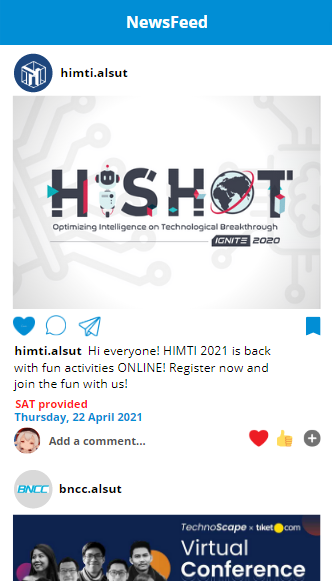 NewsFeed
himti.alsut
HISHOT
Optimizing Intelligence on Technological Breakthrough
IGNITE 2020
himti.alsut Hi everyone! HIMTI 2021 is back
with fun activities ONLINE! Register now and
join the fun with us!
SAT provided
Thursday, 22 April 2021
Add a comment...
BNCC
bncc.alsut
TechnoScape x tiket.com
Virtual
Conference